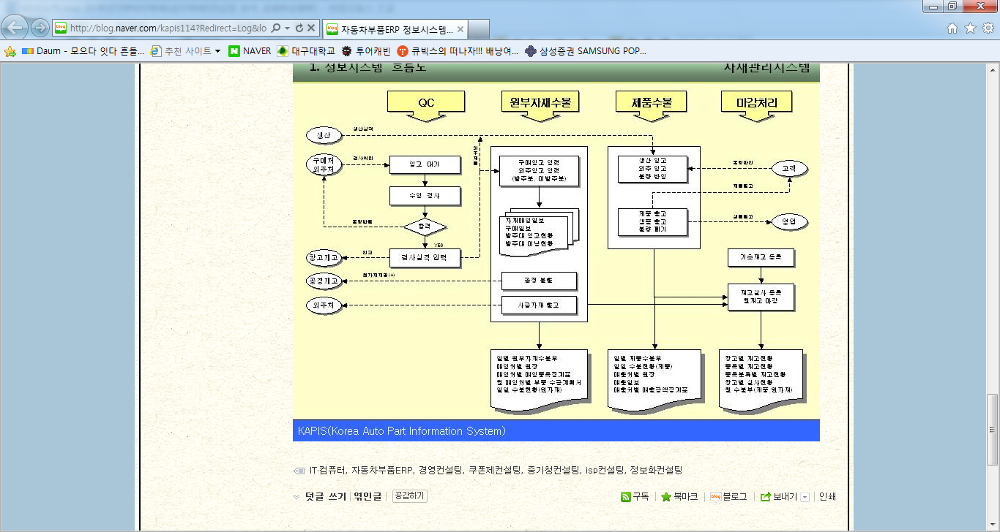 http://blog.naver.com/kapis114?Redirect=Log&lo
자동차부품ERP 정보시스템...
Daum - 모으다 잇다 흔들...
추천 사이트
NAVER
대구대학교
투어캐빈
큐빅스의 떠나자!!! 배낭여...
삼성증권 SAMSUNG POP...
1. 정보시스템 흐름도
자재관리시스템
QC
원부자재수불
제품수불
마감처리
생산
생산실적
구매처
외주처
검사의뢰
입고 대기
수입 검사
합격
YES
검사실적 입력
창고재고
입고
공정재고
외주처
외주제품
구매입고 입력
외주입고 입력
(발주분, 미발주분)
자재매입일보
구매일보
발주대 입고현황
발주대 미납현황
공정 불출
사급자재 출고
생산 입고
외주 입고
불량 반입
제품 출고
샘플 출고
불량 폐기
고객
제품출고
샘플출고
영업
기초재고 등록
재고실사 등록
월재고 마감
일별 원부자재수불부
매입처별 원장
매입처별 매입품목집계표
월 매입처별 부품 수급계획서
일일 수불현황(원자재)
일별 제품수불부
일일 수불현황(제품)
매출처별 원장
매출일보
매출처별 매출금액집계표
창고별 재고현황
품목별 재고현황
품목분류별 재고현황
창고별 실사현황
월 수불부(제품,원자재)
KAPIS(Korea Auto Part Information System)
IT·컴퓨터, 자동차부품ERP, 경영컨설팅, 쿠폰제컨설팅, 중기청컨설팅, isp컨설팅, 정보화컨설팅
덧글 쓰기 엮인글 공감하기
구독 북마크 블로그 보내기 인쇄